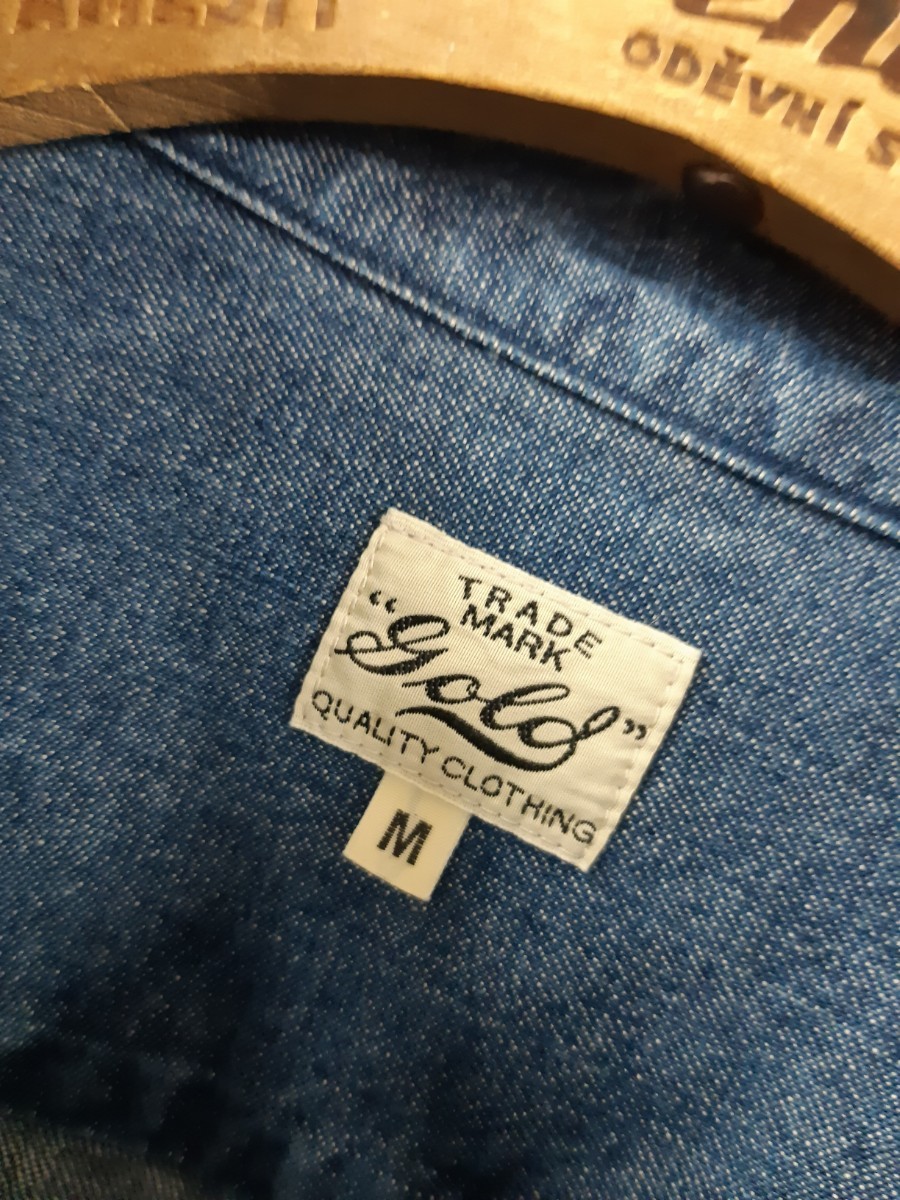 ODĚVNÍ
TRADE
MARK
“Gold”
QUALITY CLOTHING
M